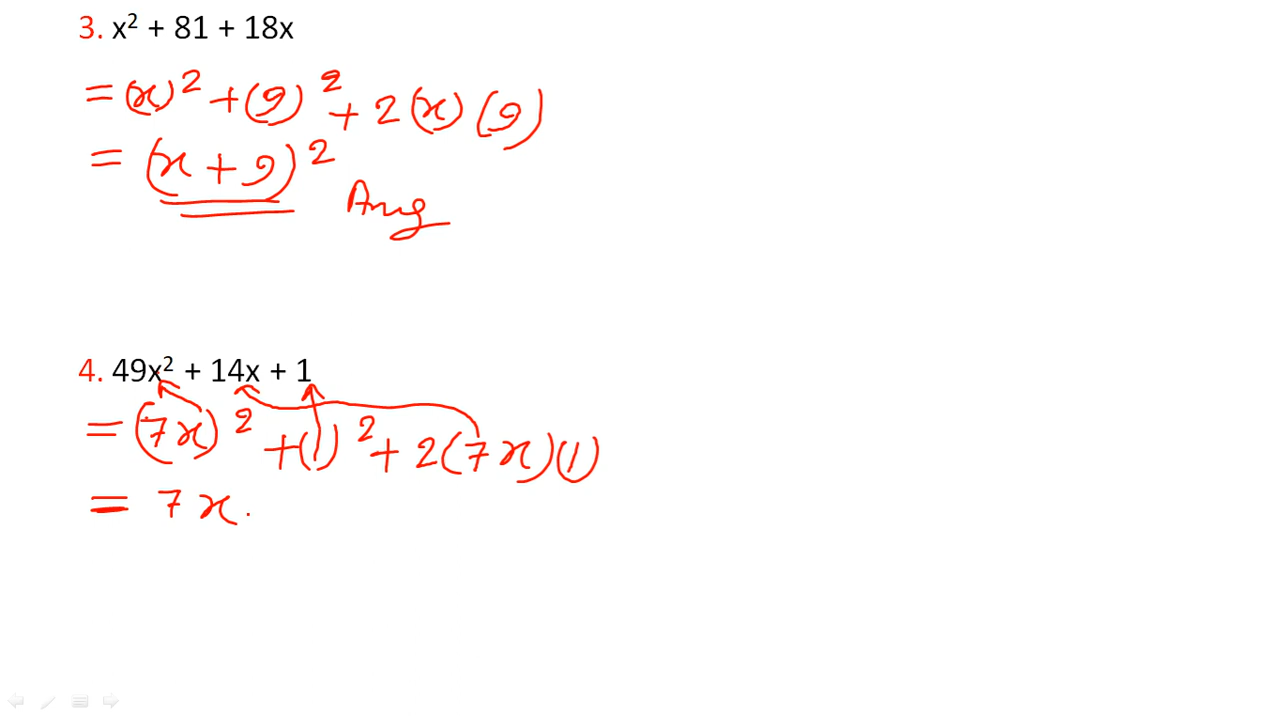 3. x² + 81 + 18x
= (x)² + (9)² + 2(x)(9)
= (x + 9)² Ans
4. 49x² + 14x + 1
= (7x)² + (1)² + 2(7x)(1)
= 7x